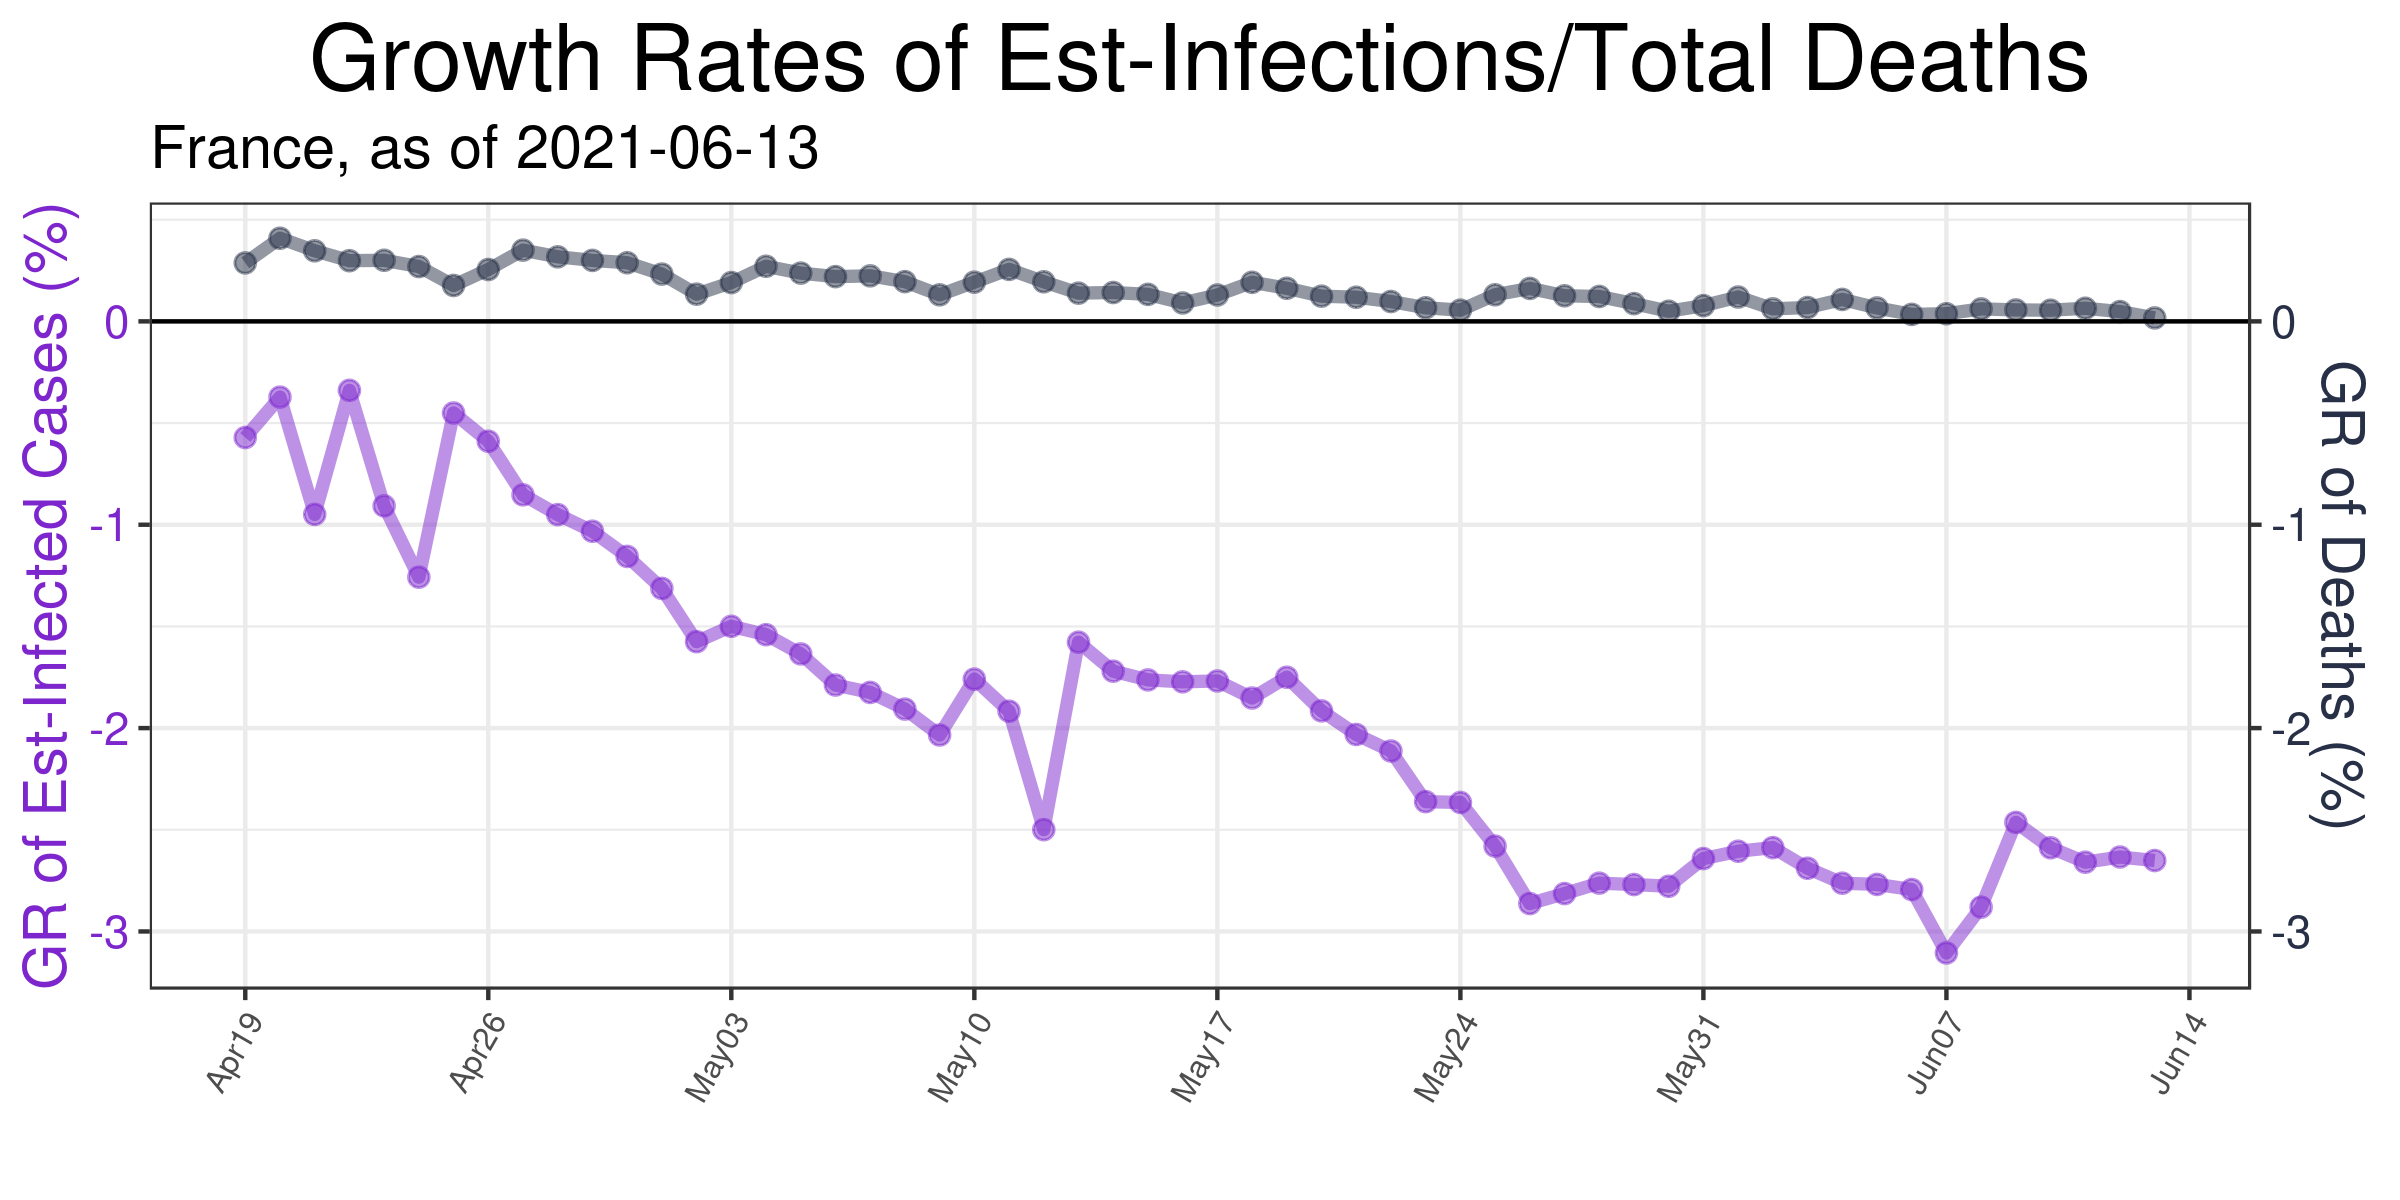 Growth Rates of Est-Infections/Total Deaths
France, as of 2021-06-13
GR of Est-Infected Cases (%)
0
-1
-2
-3
0
-1
-2
-3
GR of Deaths (%)
Apr19
Apr26
May03
May10
May17
May24
May31
Jun07
Jun14